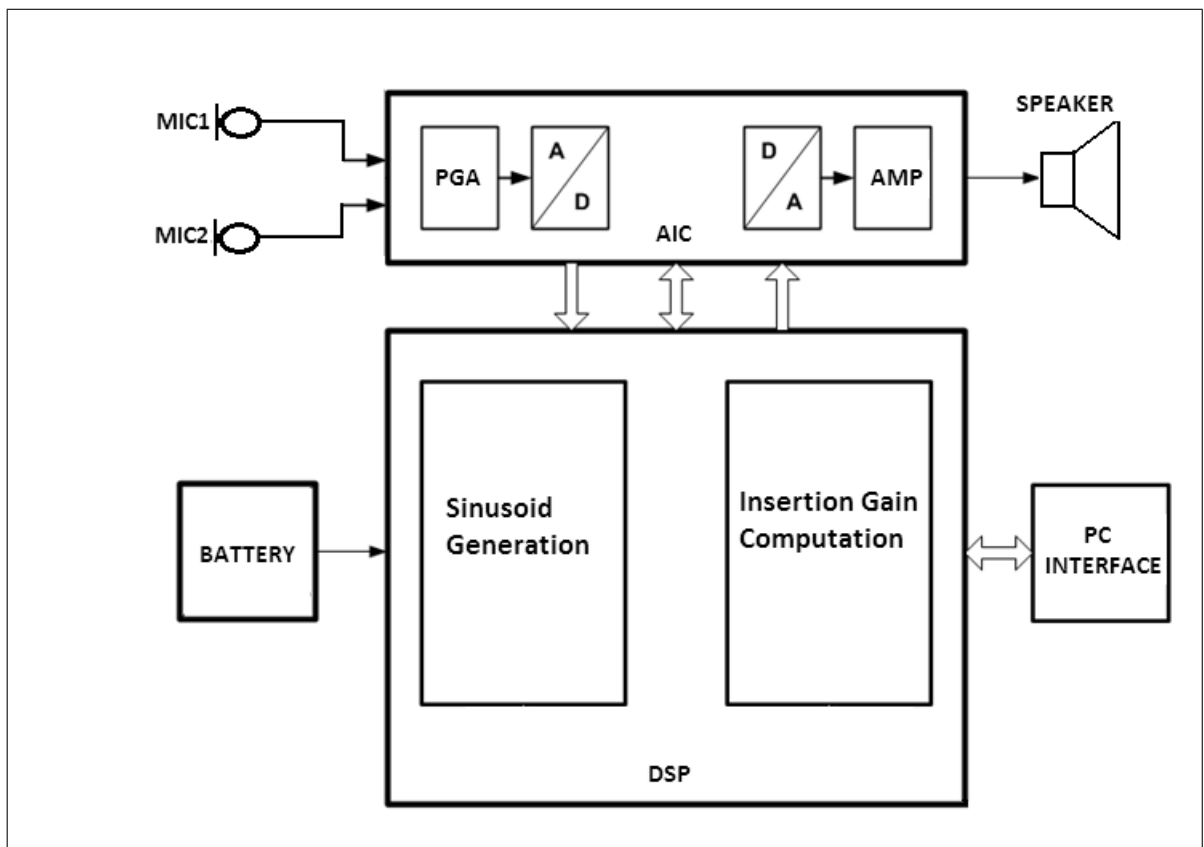 SPEAKER
MIC1
MIC2
PGA
A
D
D
A
AMP
AIC
BATTERY
Sinusoid
Generation
Insertion Gain
Computation
PC
INTERFACE
DSP